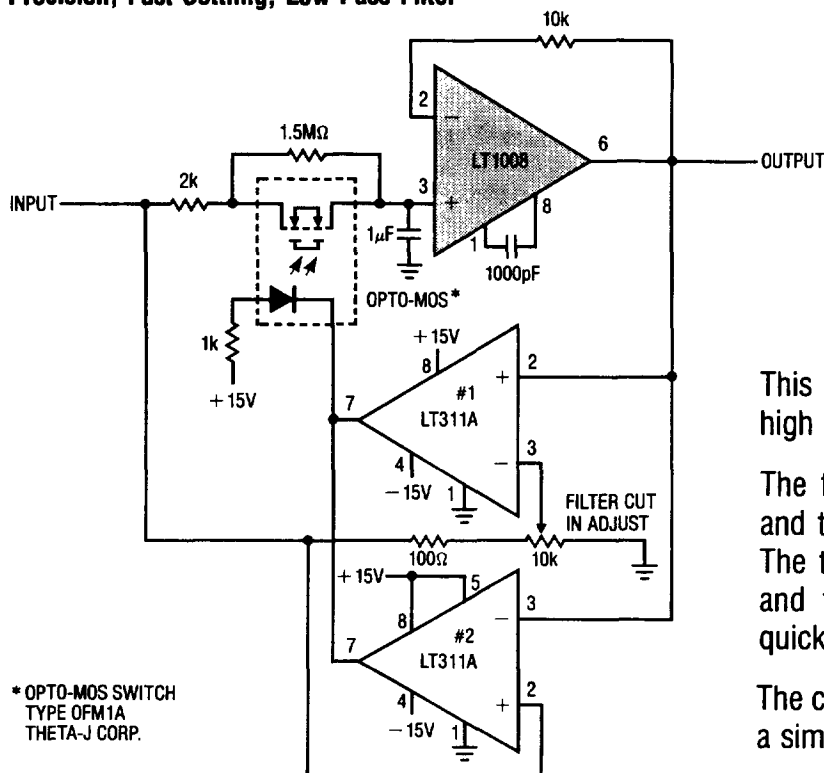 Precision, Fast Settling, Low Pass Filter
10k
2
−
LT1008
6
OUTPUT
3
+
8
1
1000pF
1.5MΩ
INPUT
2k
1µF
OPTO-MOS*
1k
+15V
+15V
8
#1
LT311A
+
2
7
−
3
4
−15V
1
FILTER CUT
IN ADJUST
100Ω
10k
+15V
5
8
#2
LT311A
−
3
7
+
2
4
−15V
1
* OPTO-MOS SWITCH
TYPE OFM1A
THETA-J CORP.
This
high
The f
and t
The t
and
quick
The c
a sim